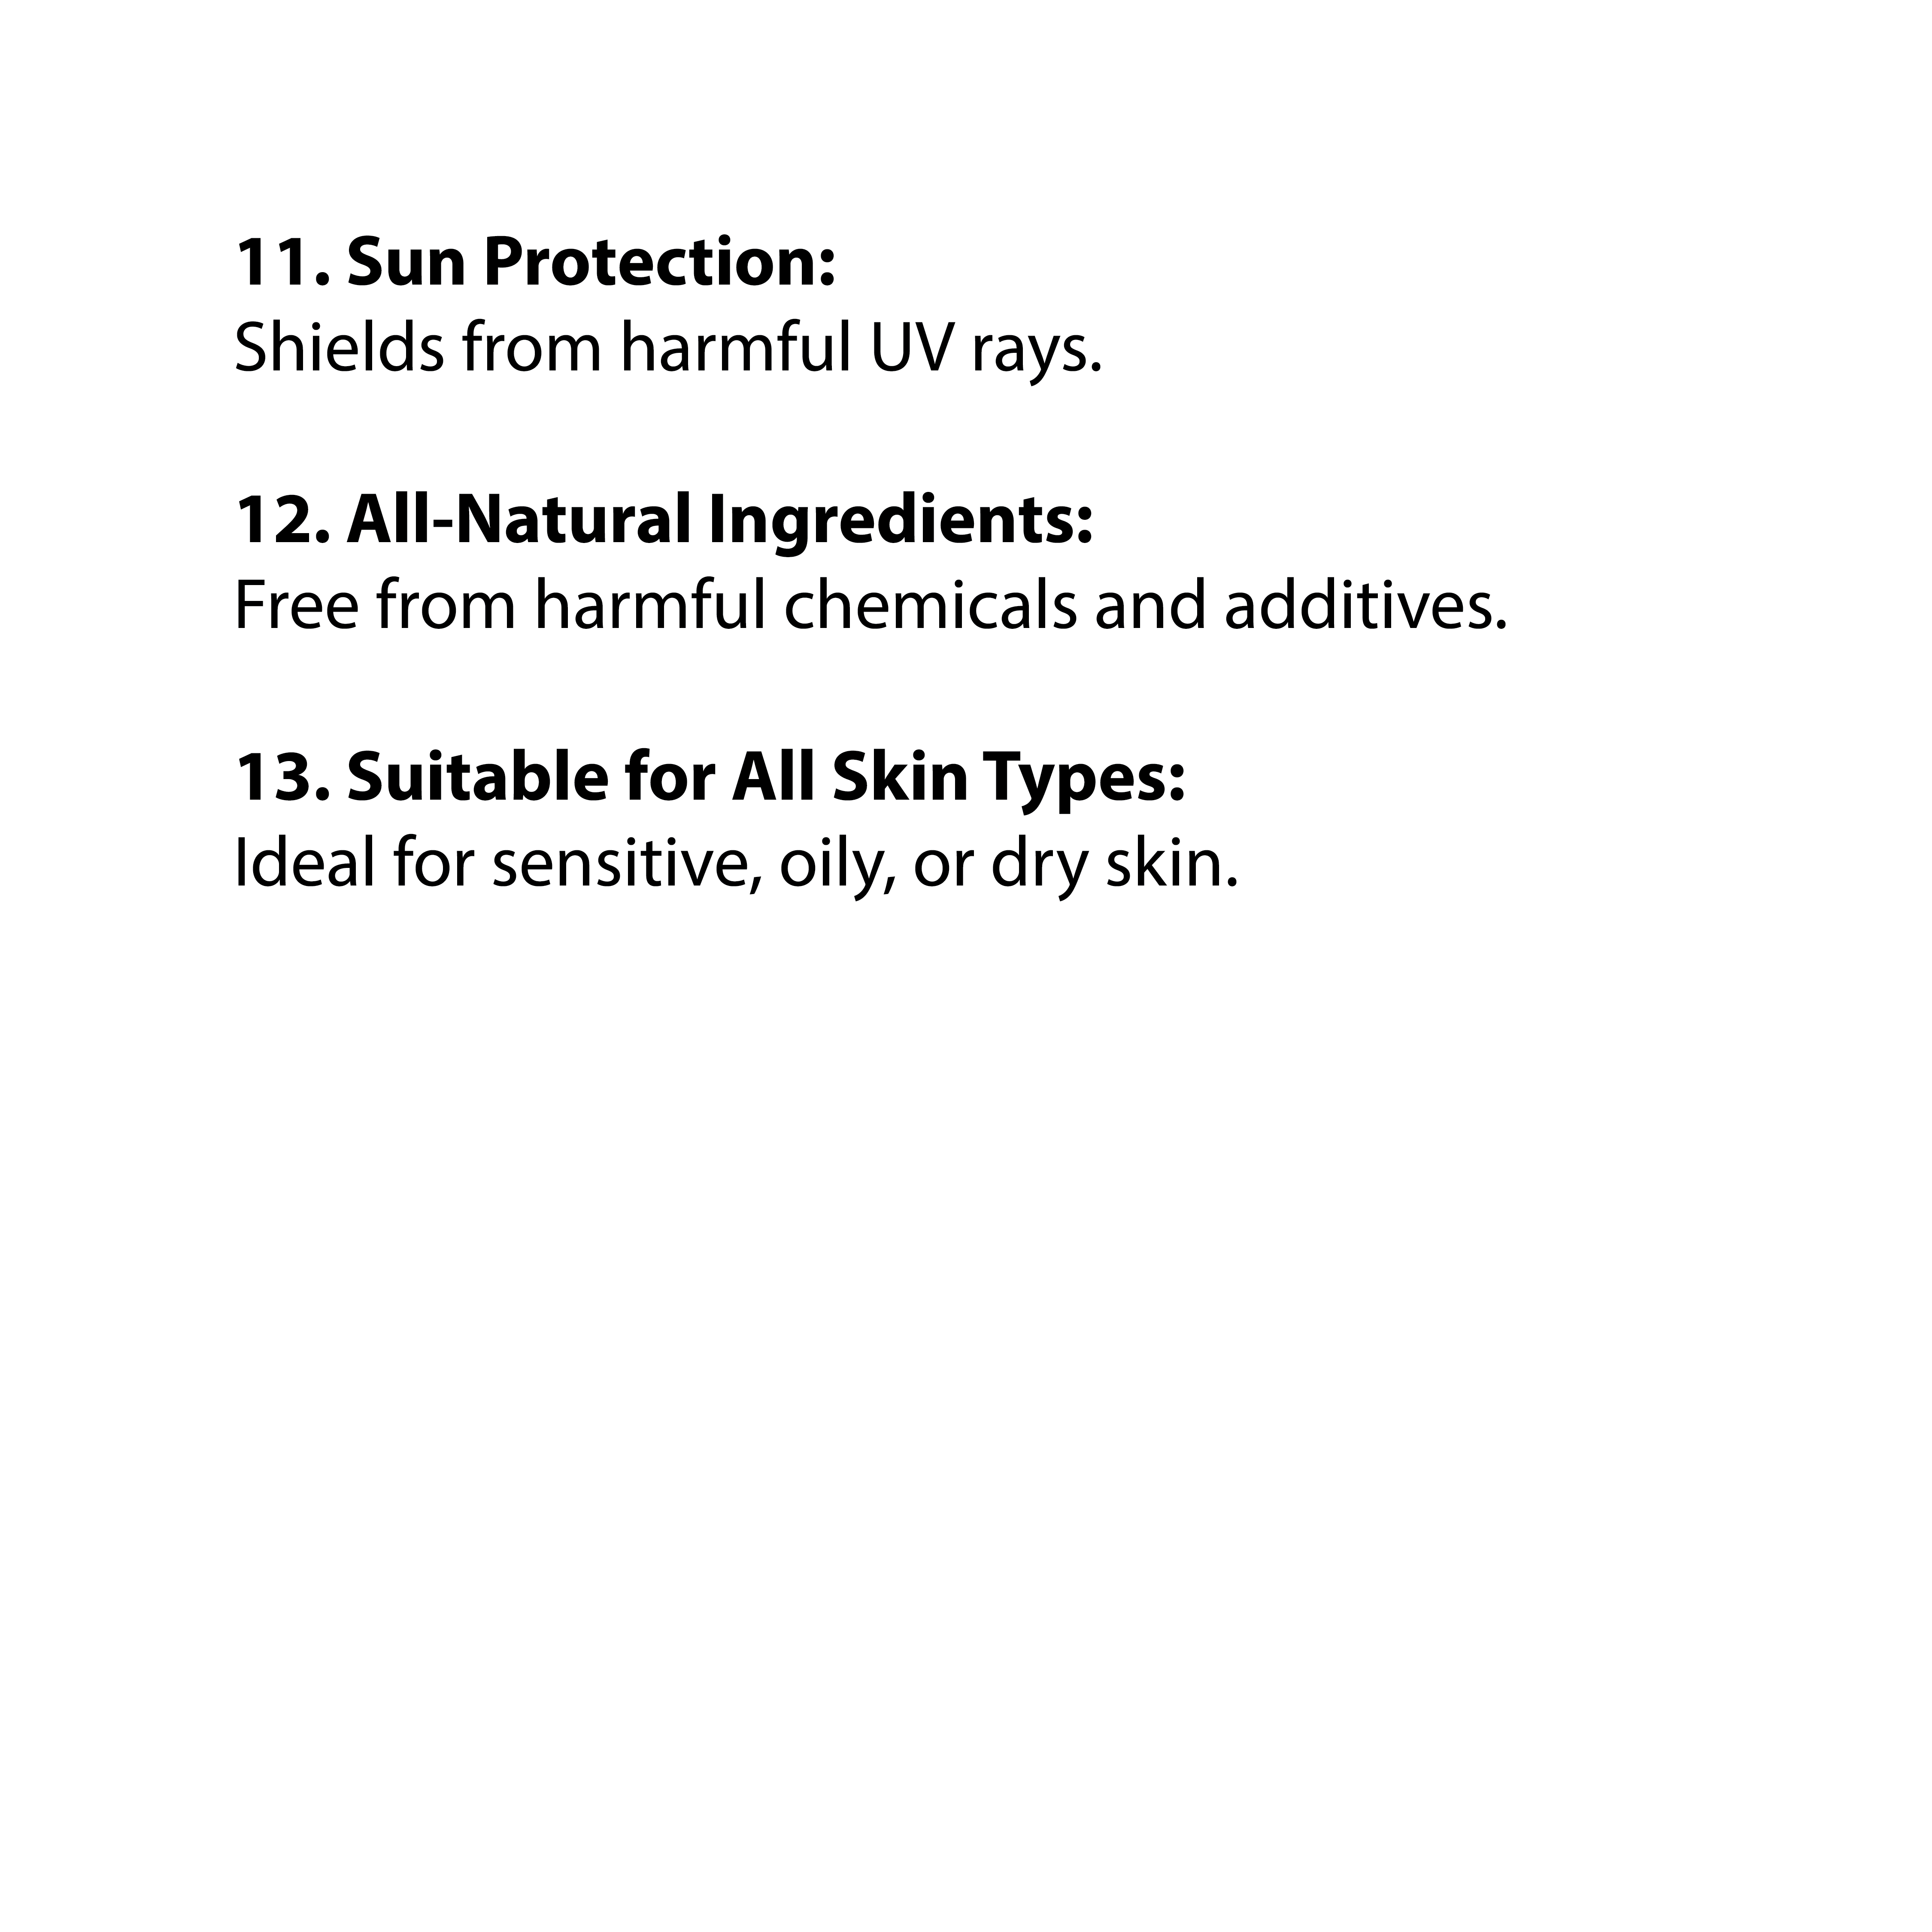 11. Sun Protection:
Shields from harmful UV rays.
12. All-Natural Ingredients:
Free from harmful chemicals and additives.
13. Suitable for All Skin Types:
Ideal for sensitive, oily, or dry skin.